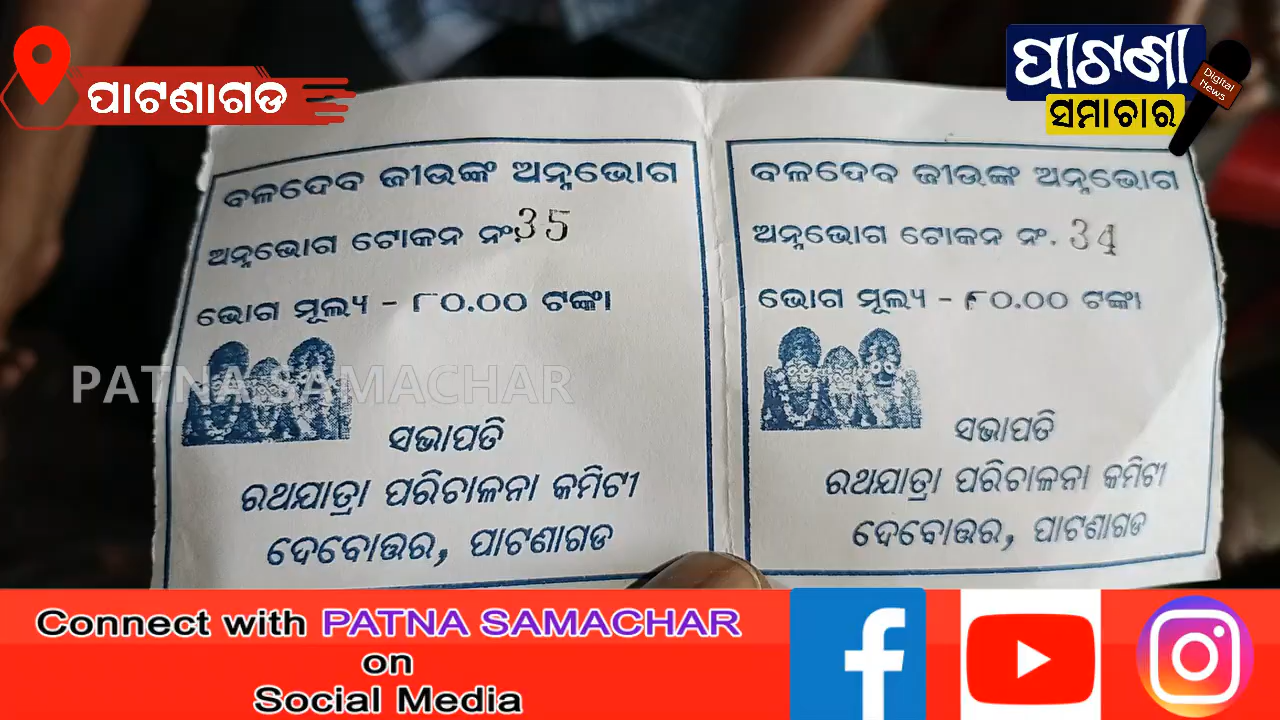 ପାଟଣାଗଡ
ପାଟଣା
ସମାଚାର
Digital
News
ବଳଦେବ ଜୀଉଙ୍କ ଅନ୍ନଭୋଗ
ଅନ୍ନଭୋଗ ଟୋକନ ନଂ. 35
ଭୋଗ ମୂଲ୍ୟ - ୮୦.୦୦ ଟଙ୍କା
ସଭାପତି
ରଥଯାତ୍ରା ପରିଚାଳନା କମିଟୀ
ଦେବୋତ୍ତର, ପାଟଣାଗଡ
ବଳଦେବ ଜୀଉଙ୍କ ଅନ୍ନଭୋଗ
ଅନ୍ନଭୋଗ ଟୋକନ ନଂ. 34
ଭୋଗ ମୂଲ୍ୟ - ୮୦.୦୦ ଟଙ୍କା
ସଭାପତି
ରଥଯାତ୍ରା ପରିଚାଳନା କମିଟୀ
ଦେବୋତ୍ତର, ପାଟଣାଗଡ
PATNA SAMACHAR
Connect with PATNA SAMACHAR
on
Social Media